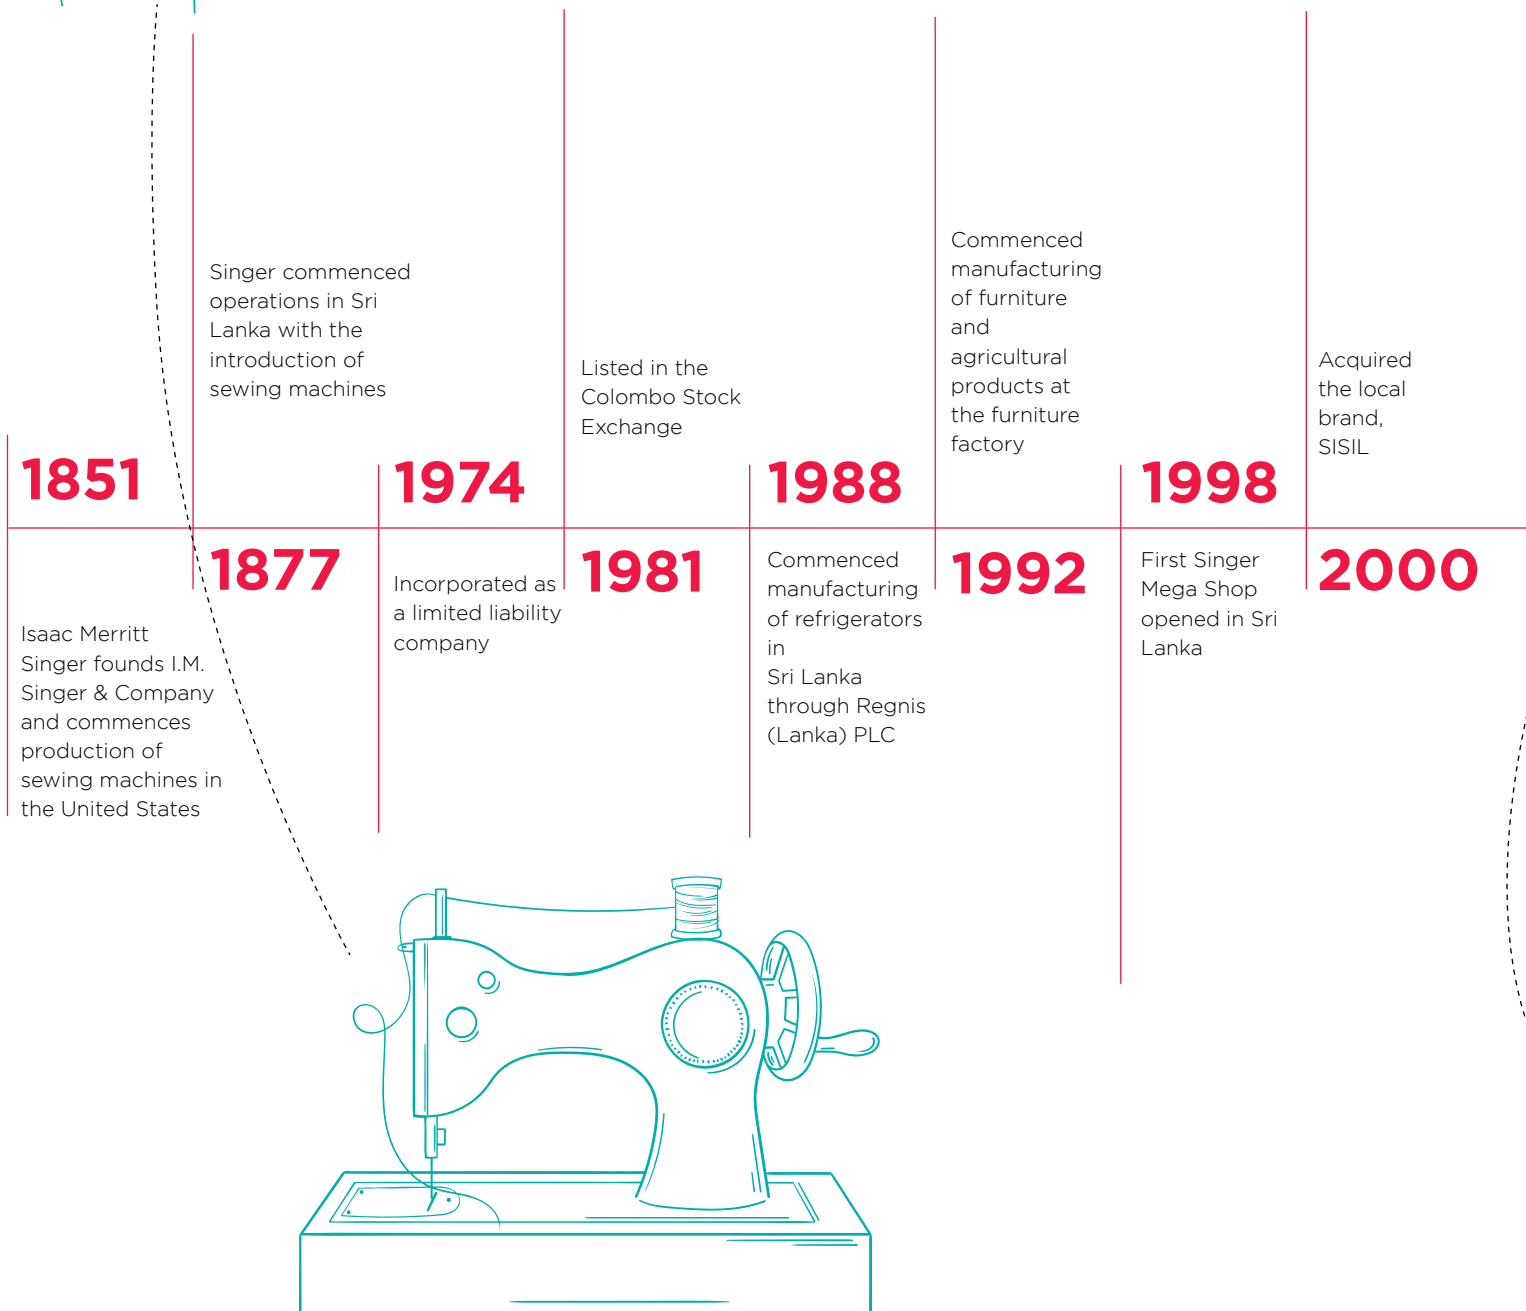 1851
Isaac Merritt
Singer founds I.M.
Singer & Company
and commences
production of
sewing machines in
the United States
Singer commenced
operations in Sri
Lanka with the
introduction of
sewing machines
1877
1974
Incorporated as
a limited liability
company
Listed in the
Colombo Stock
Exchange
1981
1988
Commenced
manufacturing
of refrigerators
in
Sri Lanka
through Regnis
(Lanka) PLC
Commenced
manufacturing
of furniture
and
agricultural
products at
the furniture
factory
1992
1998
First Singer
Mega Shop
opened in Sri
Lanka
Acquired
the local
brand,
SISIL
2000